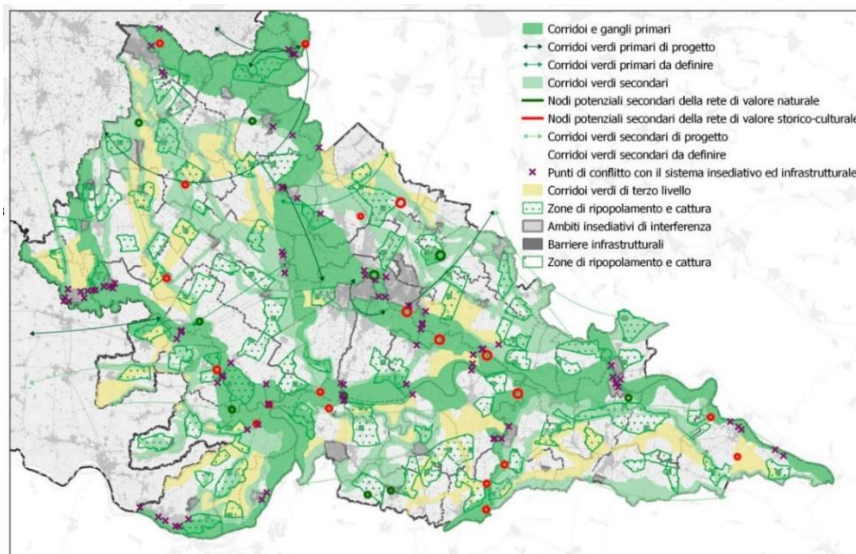 Corridoi e gangli primari
Corridoi verdi primari di progetto
Corridoi verdi primari da definire
Corridoi verdi secondari
Nodi potenziali secondari della rete di valore naturale
Nodi potenziali secondari della rete di valore storico-culturale
Corridoi verdi secondari di progetto
Corridoi verdi secondari da definire
Punti di conflitto con il sistema insediativo ed infrastrutturale
Corridoi verdi di terzo livello
Zone di ripopolamento e cattura
Ambiti insediativi di interferenza
Barriere infrastrutturali
Zone di ripopolamento e cattura